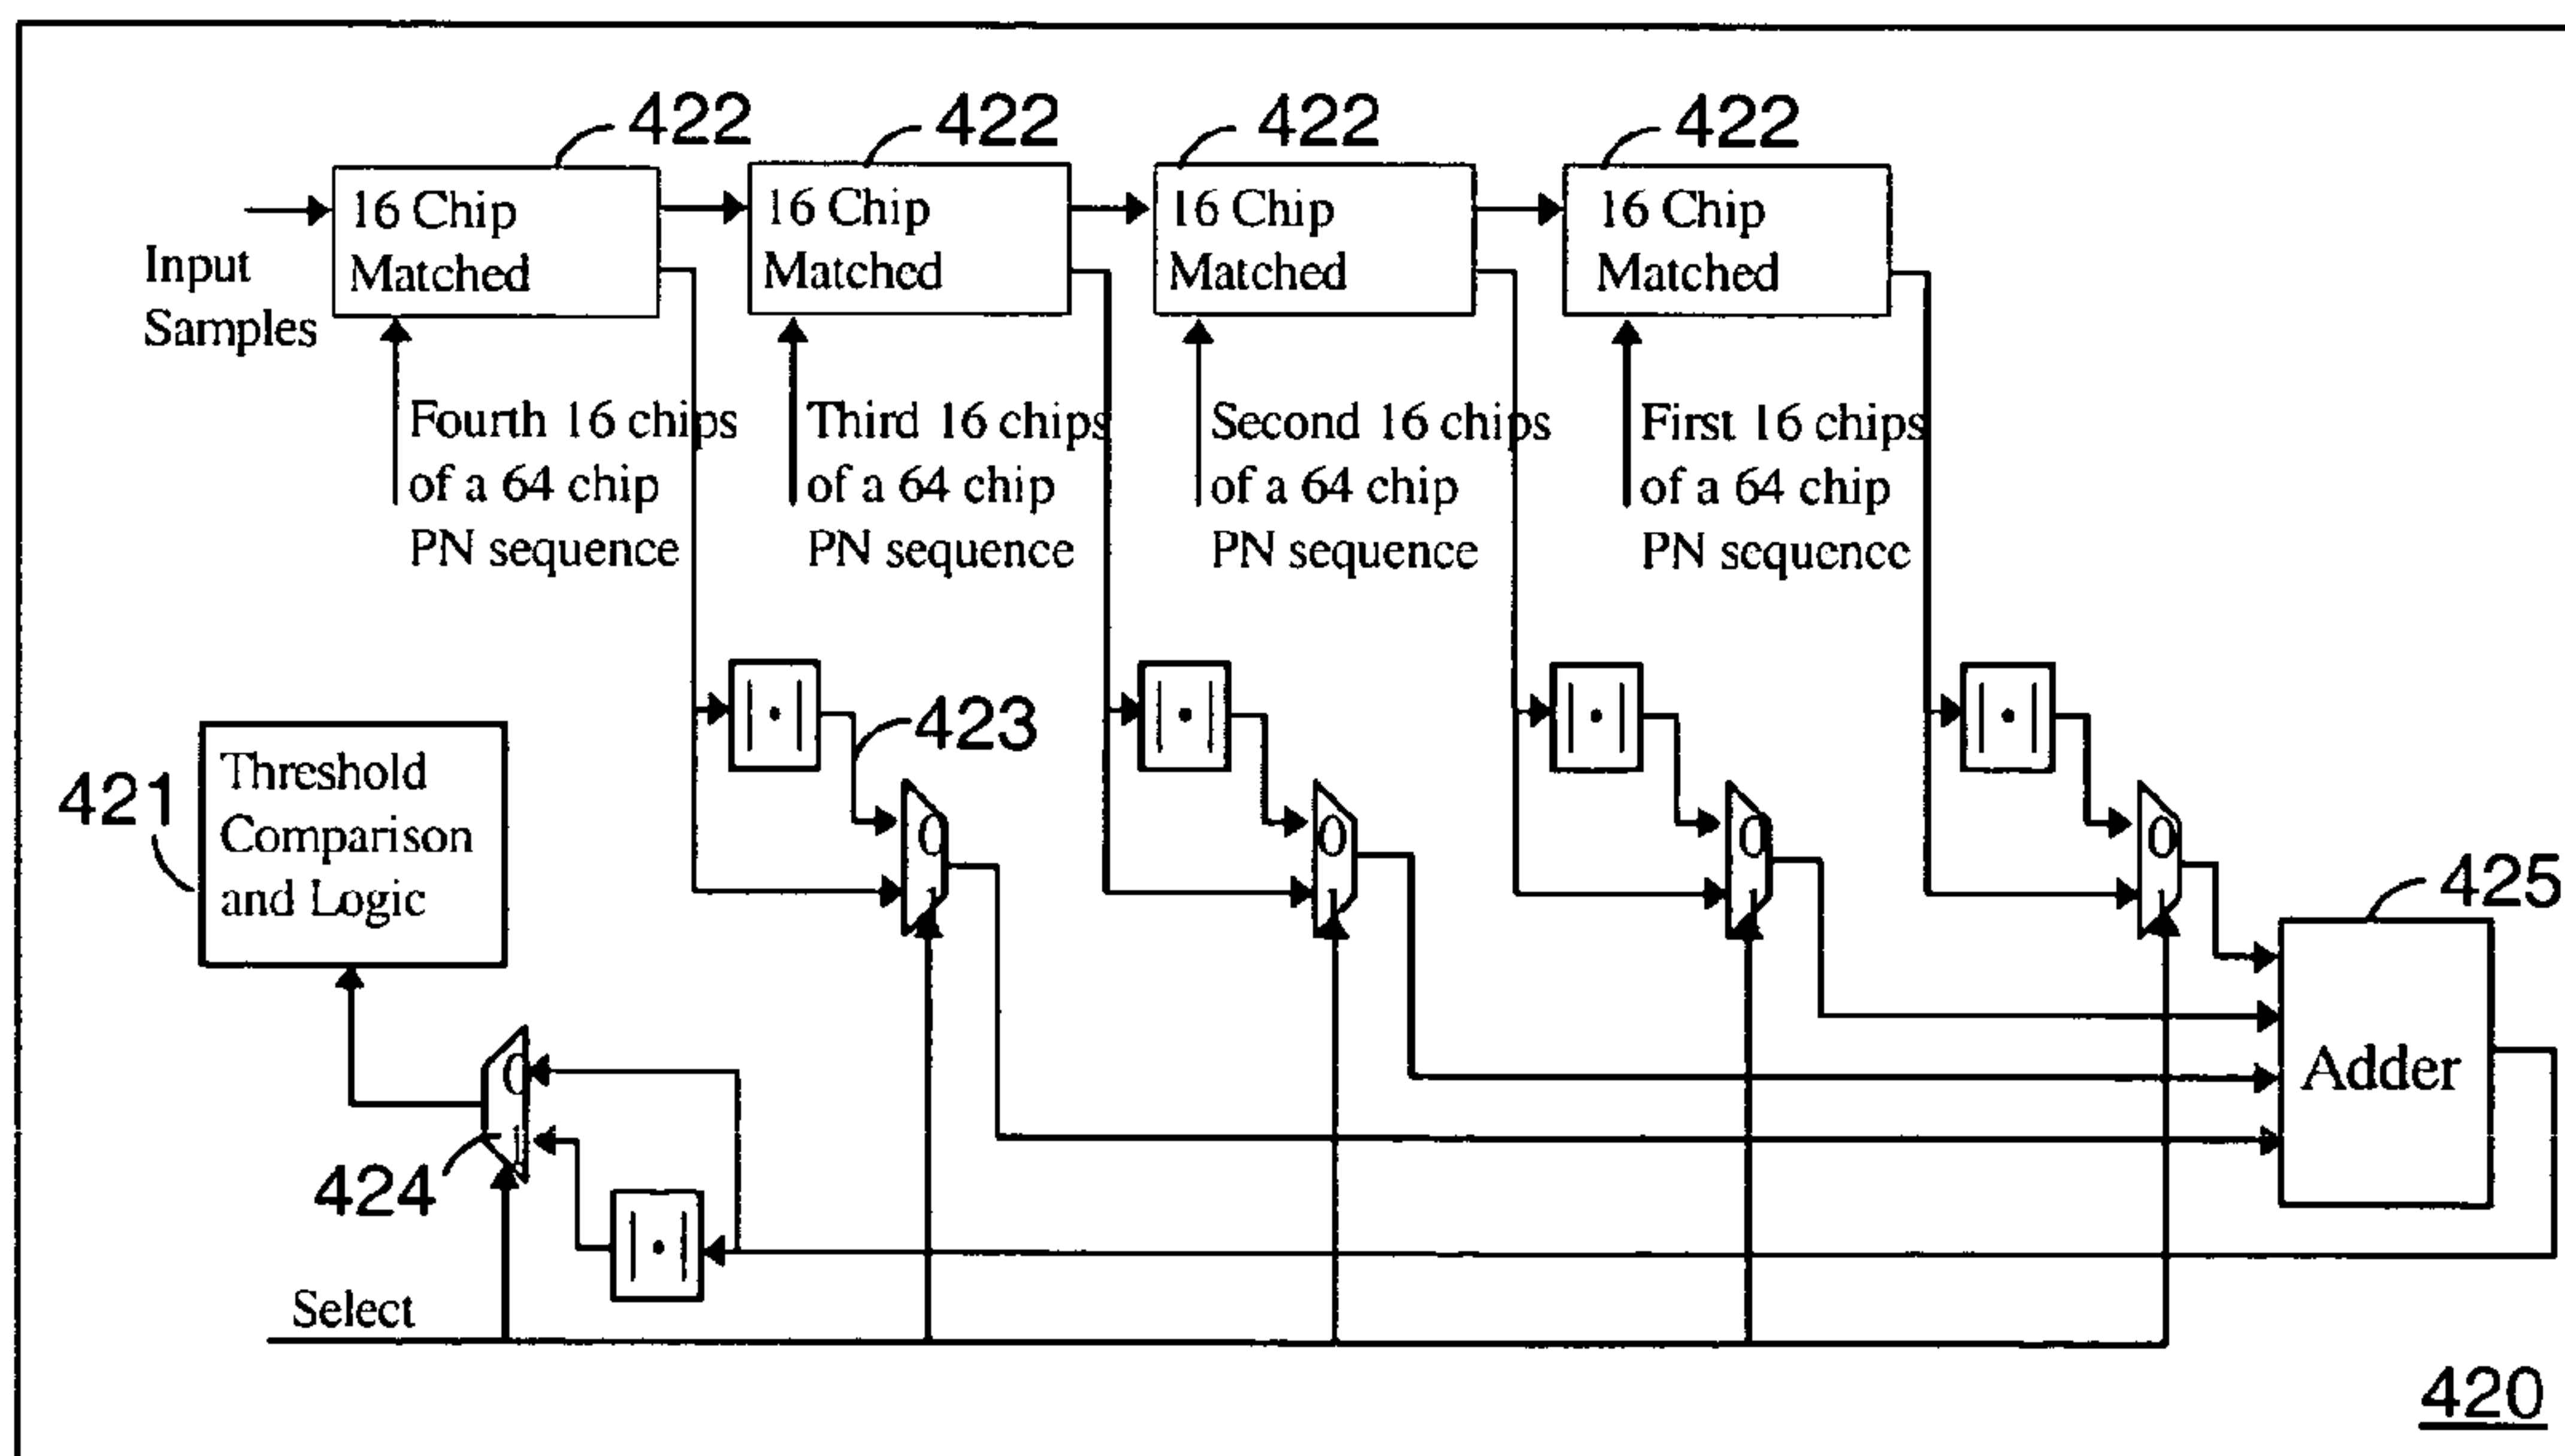 422
422
422
422
16 Chip
Matched
16 Chip
Matched
16 Chip
Matched
16 Chip
Matched
Input
Samples
Fourth 16 chips
of a 64 chip
PN sequence
Third 16 chips
of a 64 chip
PN sequence
Second 16 chips
of a 64 chip
PN sequence
First 16 chips
of a 64 chip
PN sequence
|·|
|·|
|·|
|·|
423
421
Threshold
Comparison
and Logic
0
1
0
1
0
1
0
1
425
Adder
0
1
424
|·|
Select
420